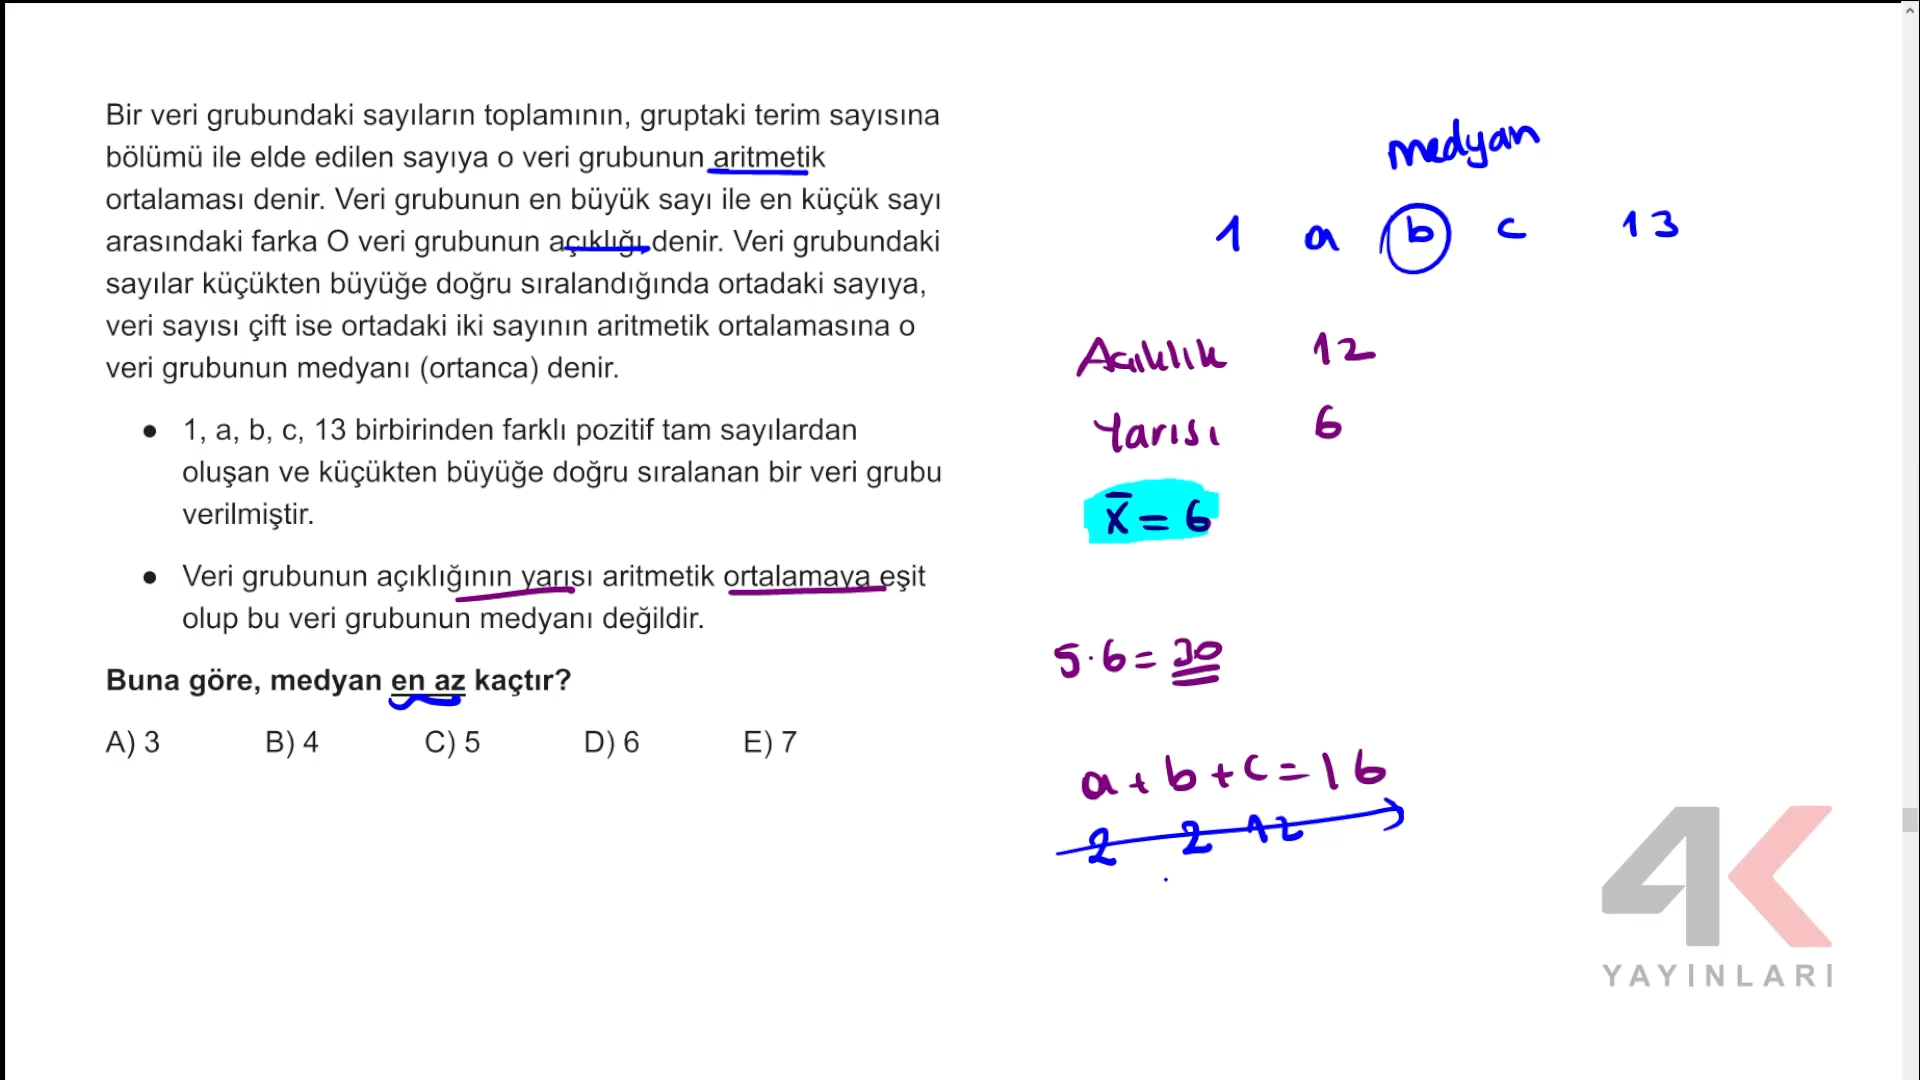 Bir veri grubundaki sayıların toplamının, gruptaki terim sayısına
bölümü ile elde edilen sayıya o veri grubunun aritmetik
ortalaması denir. Veri grubunun en büyük sayı ile en küçük sayı
arasındaki farka O veri grubunun açıklığı denir. Veri grubundaki
sayılar küçükten büyüğe doğru sıralandığında ortadaki sayıya,
veri sayısı çift ise ortadaki iki sayının aritmetik ortalamasına o
veri grubunun medyanı (ortanca) denir.
● 1, a, b, c, 13 birbirinden farklı pozitif tam sayılardan
oluşan ve küçükten büyüğe doğru sıralanan bir veri grubu
verilmiştir.
● Veri grubunun açıklığının yarısı aritmetik ortalamaya eşit
olup bu veri grubunun medyanı değildir.
Buna göre, medyan en az kaçtır?
A) 3 B) 4 C) 5 D) 6 E) 7
medyan
1 a b c 13
Açıklık 12
Yarısı 6
x̄ = 6
5·6= 30
a+b+c=16
2 2 12
4K
YAYINLARI